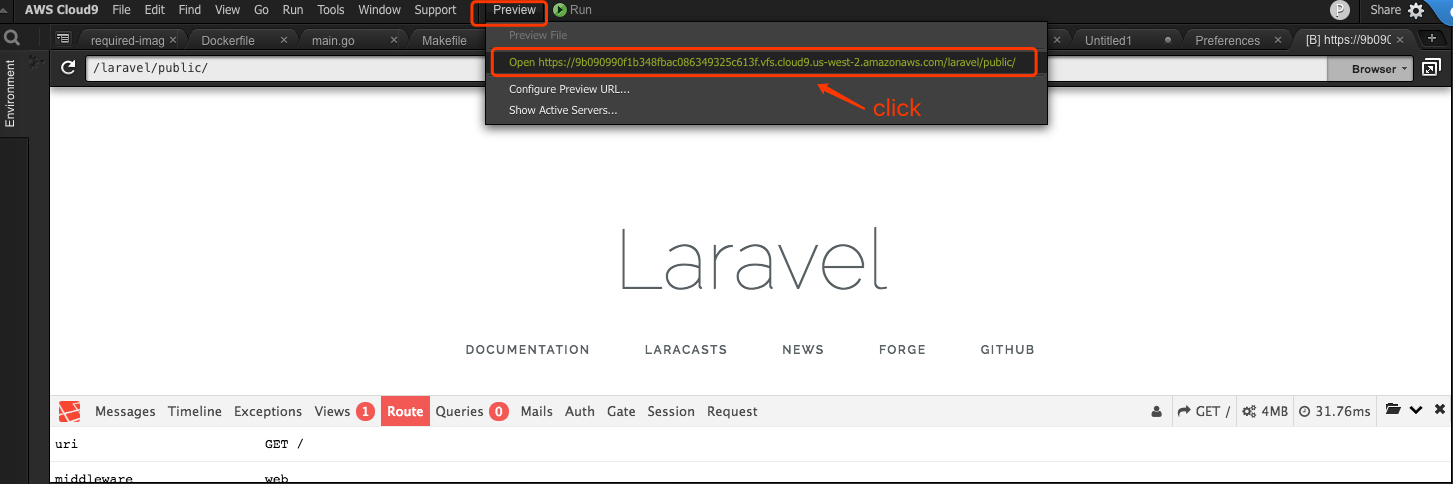 AWS Cloud9 File Edit Find View Go Run Tools Window Support Preview Run P Share
required-imag × Dockerfile × main.go × Makefile × Untitled1 Preferences × [B] https://9b090 ×
Preview File
/laravel/public/ Browser
Open https://9b090990f1b348fbac086349325c613f.vfs.cloud9.us-west-2.amazonaws.com/laravel/public/
Configure Preview URL...
Show Active Servers...
click
Environment
Laravel
DOCUMENTATION LARACASTS NEWS FORGE GITHUB
Messages Timeline Exceptions Views 1 Route Queries 0 Mails Auth Gate Session Request GET / 4MB 31.76ms
uri GET /
middleware web